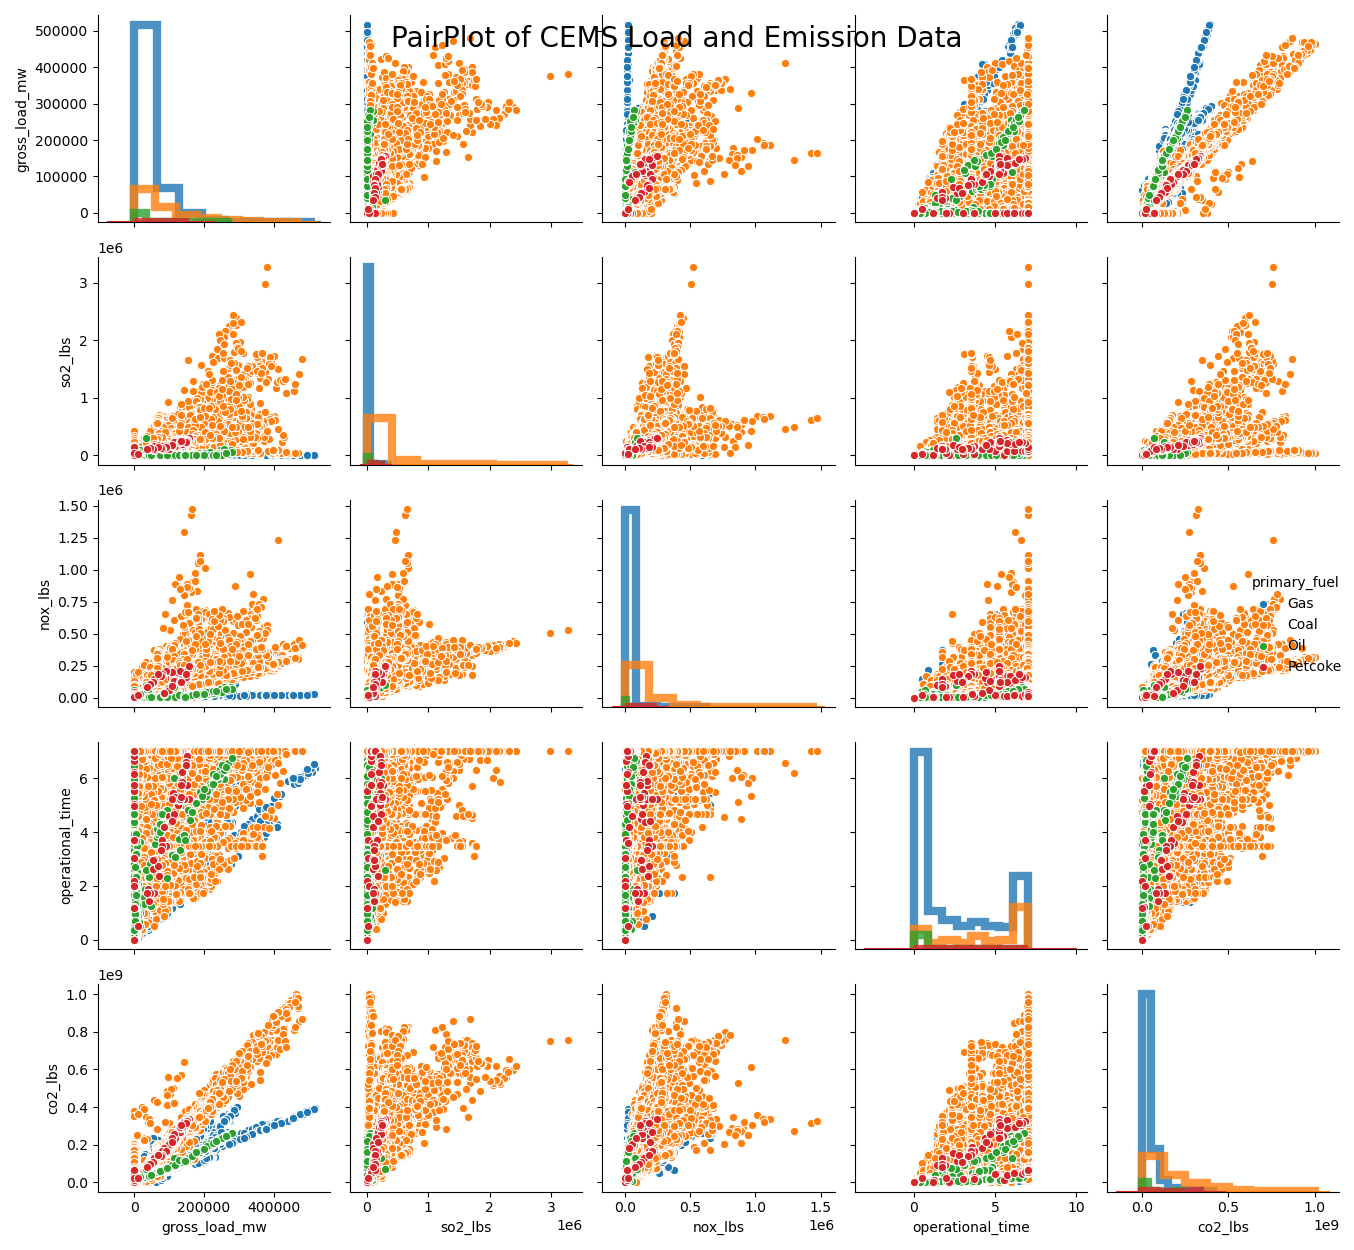 PairPlot of CEMS Load and Emission Data
500000
400000
300000
200000
100000
0
gross_load_mw
1e6
3
2
1
0
so2_lbs
1e6
1.50
1.25
1.00
0.75
0.50
0.25
0.00
nox_lbs
primary_fuel
Gas
Coal
Oil
Petcoke
6
4
2
0
operational_time
1e9
1.0
0.8
0.6
0.4
0.2
0.0
co2_lbs
0 200000 400000
gross_load_mw
0 1 2 3
1e6
so2_lbs
0.0 0.5 1.0 1.5
1e6
nox_lbs
0 5 10
operational_time
0.0 0.5 1.0
1e9
co2_lbs